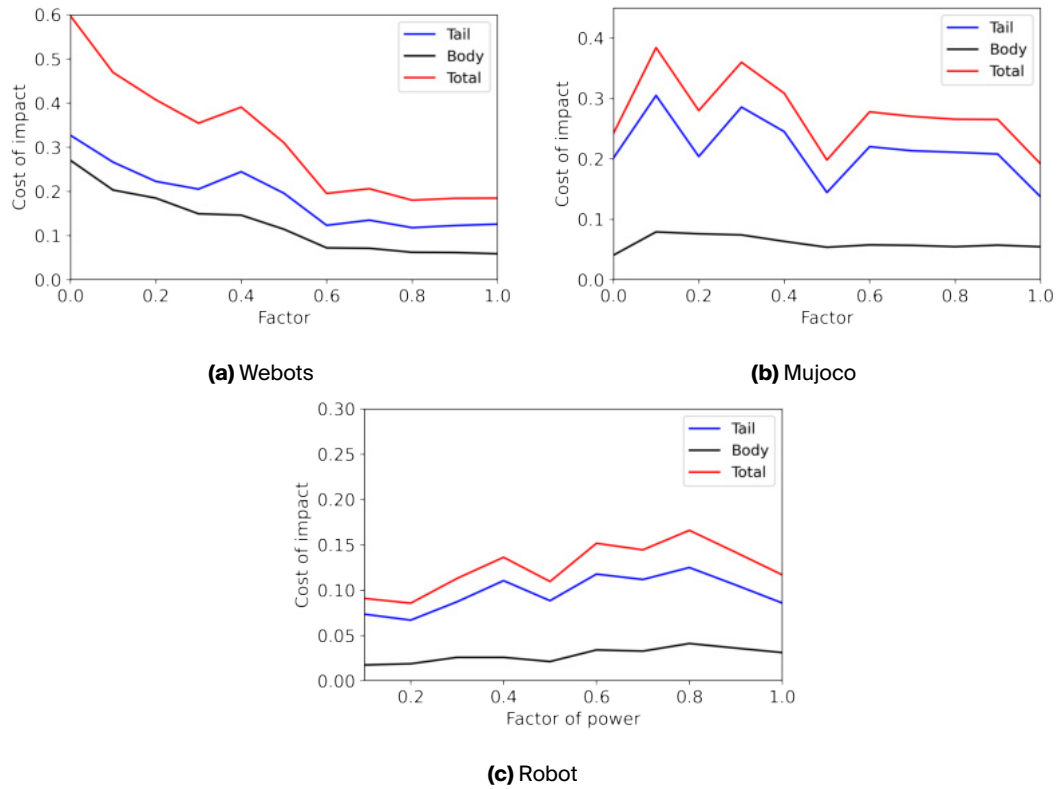 0.6
0.5
0.4
0.3
0.2
0.1
0.0
Cost of impact
Tail
Body
Total
0.0 0.2 0.4 0.6 0.8 1.0
Factor
(a) Webots
0.4
0.3
0.2
0.1
0.0
Cost of impact
Tail
Body
Total
0.0 0.2 0.4 0.6 0.8 1.0
Factor
(b) Mujoco
0.30
0.25
0.20
0.15
0.10
0.05
0.00
Cost of impact
Tail
Body
Total
0.2 0.4 0.6 0.8 1.0
Factor of power
(c) Robot